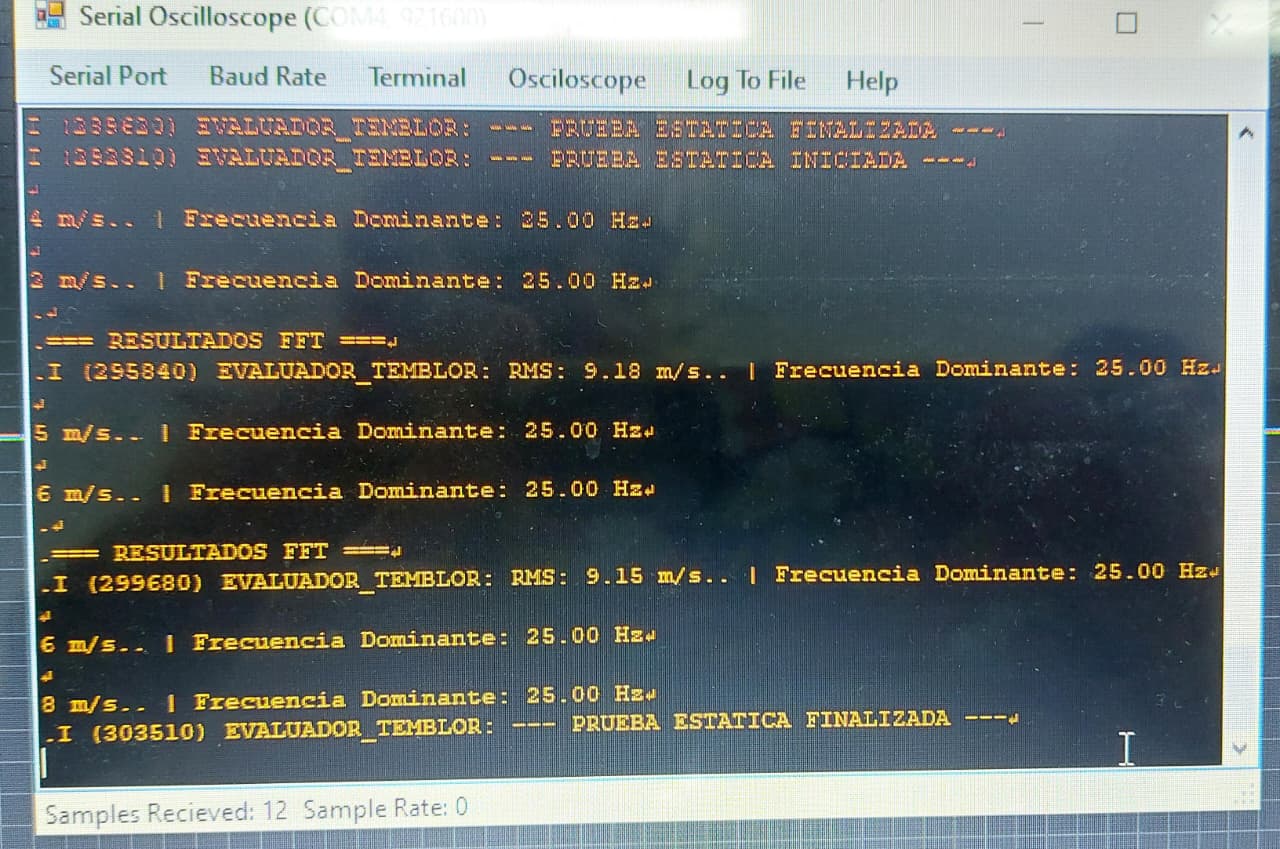 Serial Oscilloscope (COM4, 921600)
Serial Port Baud Rate Terminal Osciloscope Log To File Help
EVALUADOR_TEMBLOR: --- PRUEBA ESTATICA FINALIZADA ---↵
EVALUADOR_TEMBLOR: --- PRUEBA ESTATICA INICIADA ---↵
↵
4 m/s.. | Frecuencia Dominante: 25.00 Hz↵
↵
2 m/s.. | Frecuencia Dominante: 25.00 Hz↵
.↵
.=== RESULTADOS FFT ===↵
.I (295840) EVALUADOR_TEMBLOR: RMS: 9.18 m/s.. | Frecuencia Dominante: 25.00 Hz↵
↵
5 m/s.. | Frecuencia Dominante: 25.00 Hz↵
↵
6 m/s.. | Frecuencia Dominante: 25.00 Hz↵
.↵
.=== RESULTADOS FFT ===↵
.I (299680) EVALUADOR_TEMBLOR: RMS: 9.15 m/s.. | Frecuencia Dominante: 25.00 Hz↵
↵
6 m/s.. | Frecuencia Dominante: 25.00 Hz↵
↵
8 m/s.. | Frecuencia Dominante: 25.00 Hz↵
.I (303510) EVALUADOR_TEMBLOR: --- PRUEBA ESTATICA FINALIZADA ---↵
Samples Recieved: 12 Sample Rate: 0